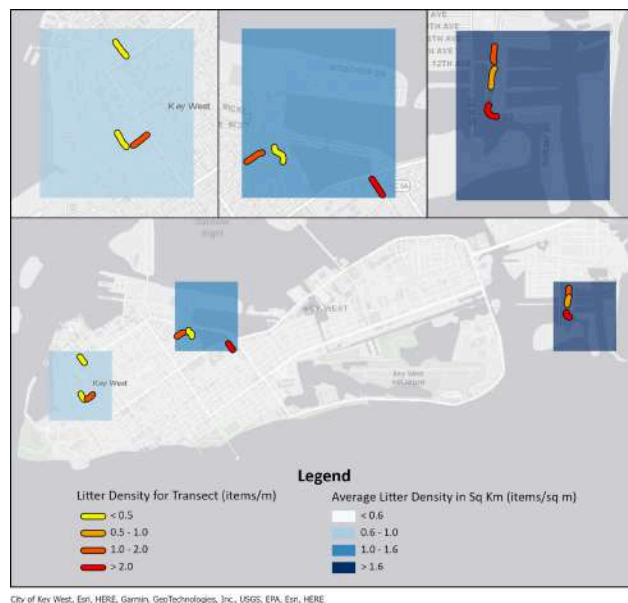 Key West
12TH AVE
KEY WEST
Key West
Legend
Litter Density for Transect (items/m)
< 0.5
0.5 - 1.0
1.0 - 2.0
> 2.0
Average Litter Density in Sq Km (items/sq m)
< 0.6
0.6 - 1.0
1.0 - 1.6
> 1.6
City of Key West, Esri, HERE, Garmin, GeoTechnologies, Inc., USGS, EPA, Esri, HERE